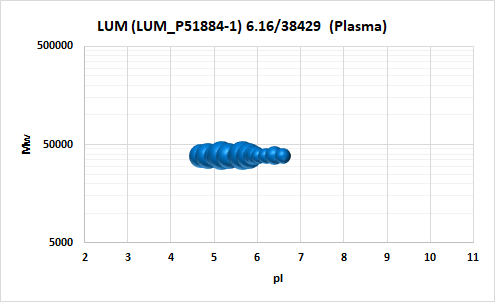 LUM (LUM_P51884-1) 6.16/38429  (Plasma)
500000
50000
5000
Mw
2 3 4 5 6 7 8 9 10 11
pI